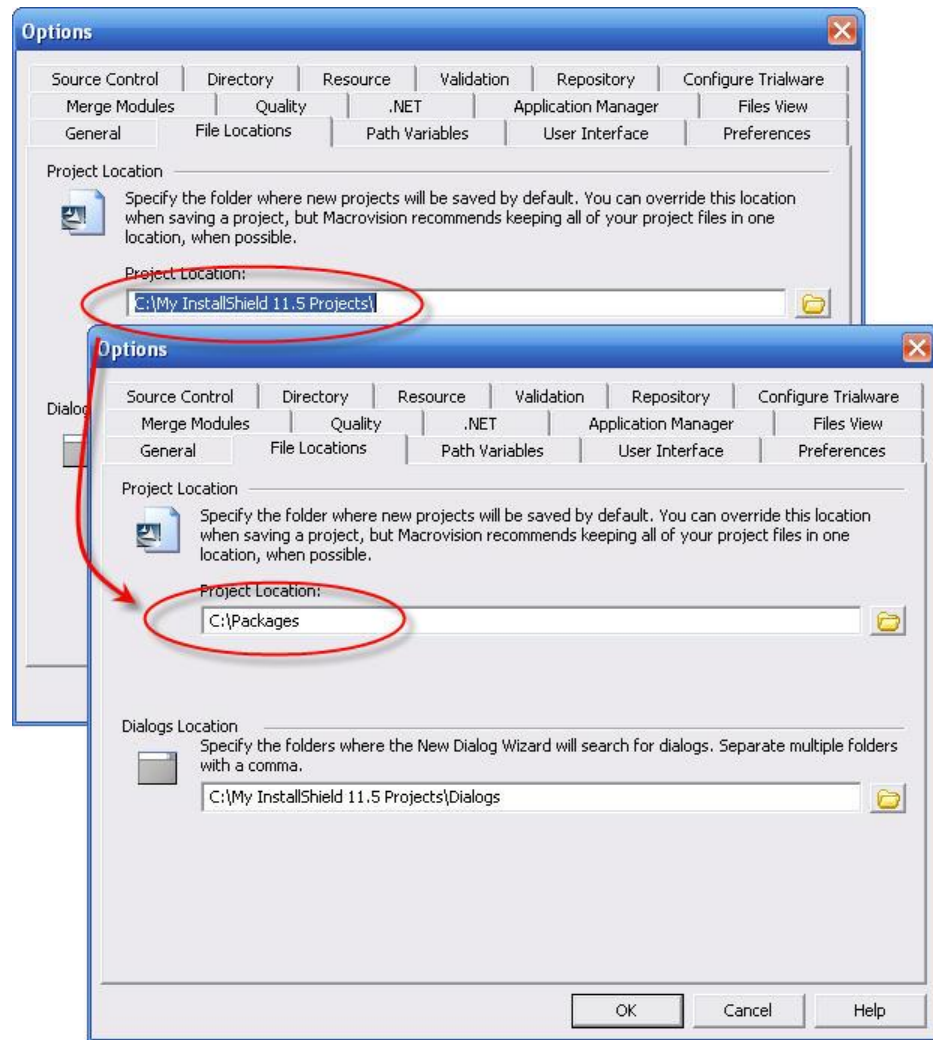 Options
Source Control Directory Resource Validation Repository Configure Trialware
Merge Modules Quality .NET Application Manager Files View
General File Locations Path Variables User Interface Preferences
Project Location
Specify the folder where new projects will be saved by default. You can override this location
when saving a project, but Macrovision recommends keeping all of your project files in one
location, when possible.
Project Location:
C:\My InstallShield 11.5 Projects\
Dialog
Options
Source Control Directory Resource Validation Repository Configure Trialware
Merge Modules Quality .NET Application Manager Files View
General File Locations Path Variables User Interface Preferences
Project Location
Specify the folder where new projects will be saved by default. You can override this location
when saving a project, but Macrovision recommends keeping all of your project files in one
location, when possible.
Project Location:
C:\Packages
Dialogs Location
Specify the folders where the New Dialog Wizard will search for dialogs. Separate multiple folders
with a comma.
C:\My InstallShield 11.5 Projects\Dialogs
OK Cancel Help